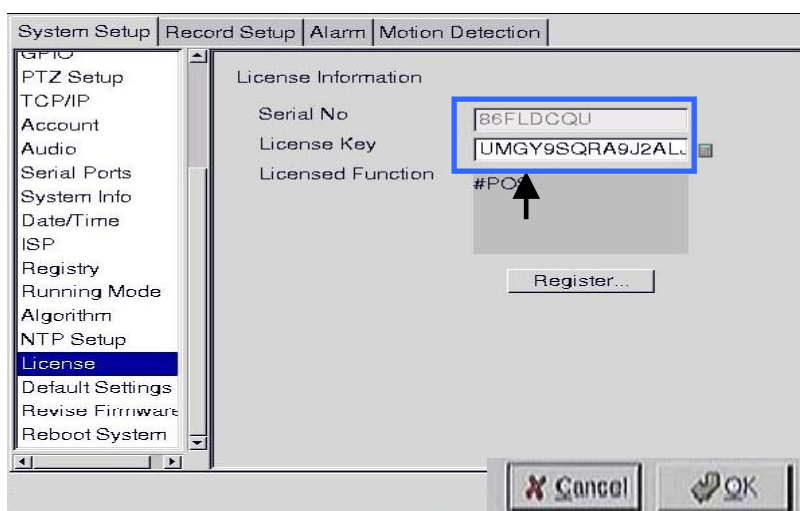 System Setup Record Setup Alarm Motion Detection
GPIO
PTZ Setup
TCP/IP
Account
Audio
Serial Ports
System Info
Date/Time
ISP
Registry
Running Mode
Algorithm
NTP Setup
License
Default Settings
Revise Firmware
Reboot System
License Information
Serial No
86FLDCQU
License Key
UMGY9SQRA9J2AL
Licensed Function
#POS
Register...
Cancel
OK